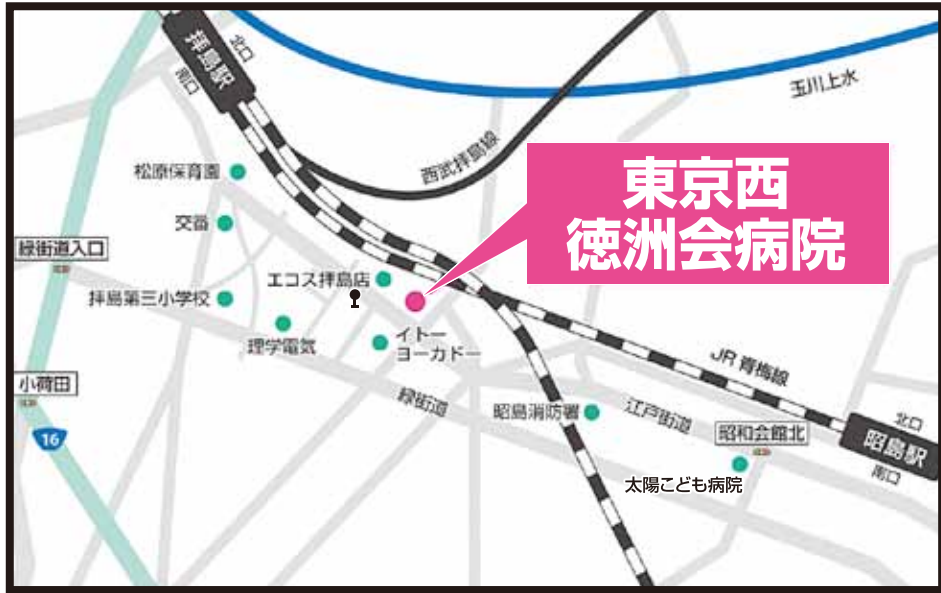 拝島駅
北口
南口
玉川上水
西武拝島線
松原保育園
交番
緑街道入口
拝島第三小学校
エコス拝島店
東京西
徳洲会病院
理学電気
イトー
ヨーカドー
JR青梅線
小荷田
16
緑街道
昭島消防署
江戸街道
昭和会館北
太陽こども病院
昭島駅
北口
南口